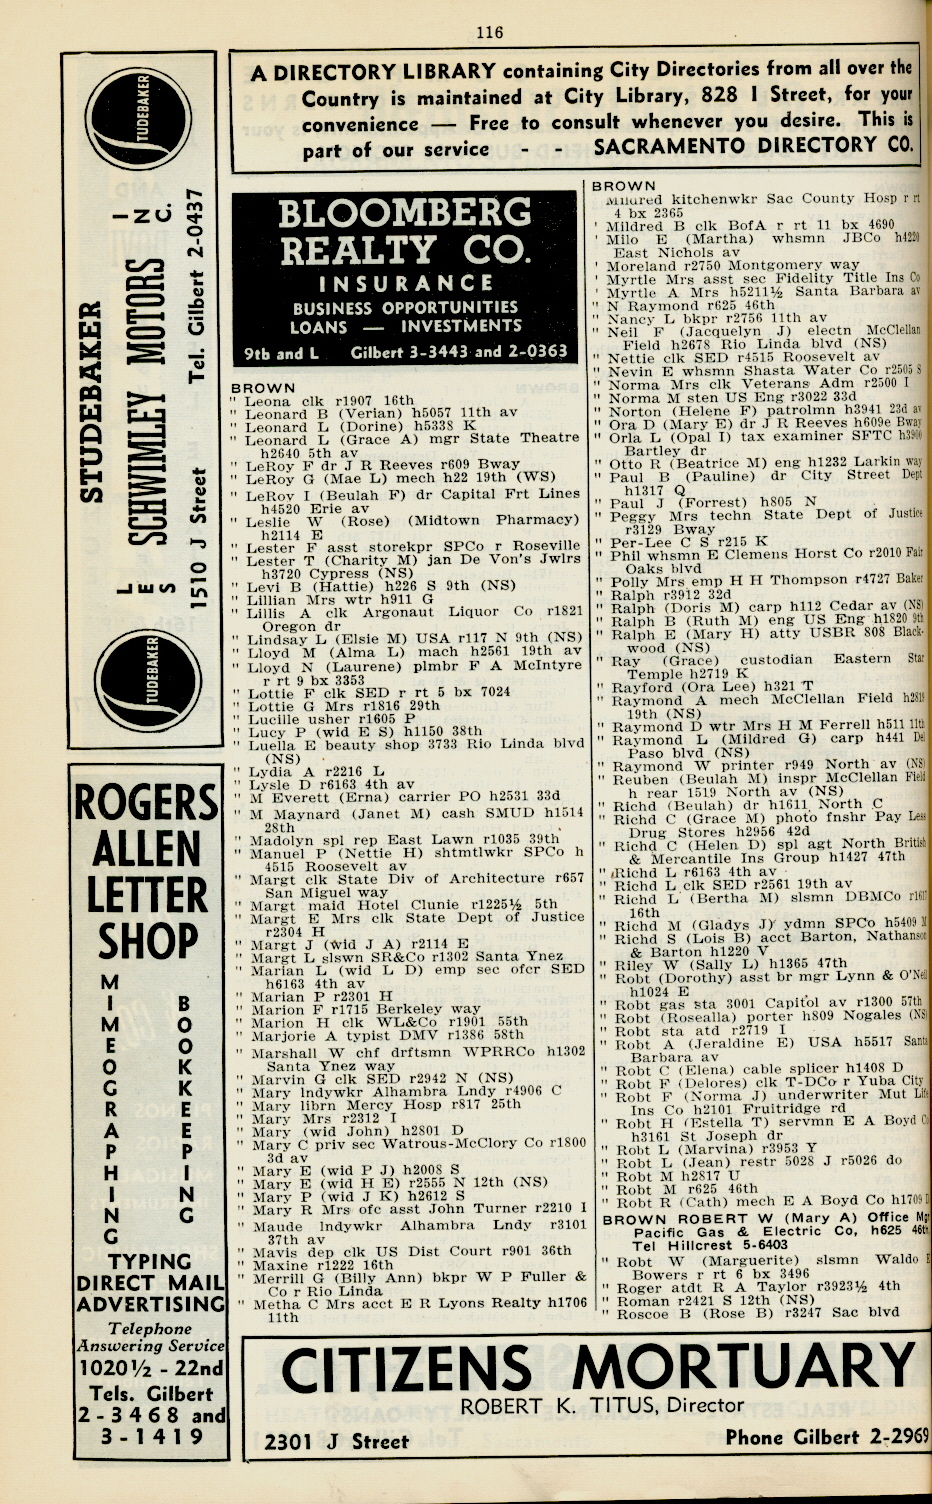 116
STUDEBAKER
LES SCHWIMLEY MOTORS INC.
1510 J Street Tel. Gilbert 2-0437
STUDEBAKER
STUDEBAKER
ROGERS
ALLEN
LETTER
SHOP
MIMEOGRAPHING
BOOKKEEPING
TYPING
DIRECT MAIL
ADVERTISING
Telephone
Answering Service
1020½ - 22nd
Tels. Gilbert
2-3468 and
3-1419
A DIRECTORY LIBRARY containing City Directories from all over the
Country is maintained at City Library, 828 I Street, for your
convenience — Free to consult whenever you desire. This is
part of our service - - SACRAMENTO DIRECTORY CO.
BLOOMBERG
REALTY CO.
INSURANCE
BUSINESS OPPORTUNITIES
LOANS — INVESTMENTS
9th and L Gilbert 3-3443 and 2-0363
BROWN
" Leona clk r1907 16th
" Leonard B (Verian) h5057 11th av
" Leonard L (Dorine) h5338 K
" Leonard L (Grace A) mgr State Theatre
h2640 5th av
" LeRoy F dr J R Reeves r609 Bway
" LeRoy G (Mae L) mech h22 19th (WS)
" LeRoy I (Beulah F) dr Capital Frt Lines
h4520 Erie av
" Leslie W (Rose) (Midtown Pharmacy)
h2114 E
" Lester F asst storekpr SPCo r Roseville
" Lester T (Charity M) jan De Von's Jwlrs
h3720 Cypress (NS)
" Levi B (Hattie) h226 S 9th (NS)
" Lillian Mrs wtr h911 G
" Lillis A clk Argonaut Liquor Co r1821
Oregon dr
" Lindsay L (Elsie M) USA r117 N 9th (NS)
" Lloyd M (Alma L) mach h2561 19th av
" Lloyd N (Laurene) plmbr F A McIntyre
r rt 9 bx 3353
" Lottie F clk SED r rt 5 bx 7024
" Lottie G Mrs r1816 29th
" Lucille usher r1605 P
" Lucy P (wid E S) h1150 38th
" Luella E beauty shop 3733 Rio Linda blvd
(NS)
" Lydia A r2216 L
" Lysle D r6163 4th av
" M Everett (Erna) carrier PO h2531 33d
" M Maynard (Janet M) cash SMUD h1514
28th
" Madolyn spl rep East Lawn r1035 39th
" Manuel P (Nettie H) shtmtlwkr SPCo h
4515 Roosevelt av
" Margt clk State Div of Architecture r657
San Miguel way
" Margt maid Hotel Clunie r1225½ 5th
" Margt E Mrs clk State Dept of Justice
r2304 H
" Margt J (wid J A) r2114 E
" Margt L slswn SR&Co r1302 Santa Ynez
" Marian L (wid L D) emp sec ofcr SED
h6163 4th av
" Marian P r2301 H
" Marion F r1715 Berkeley way
" Marion H clk WL&Co r1901 55th
" Marjorie A typist DMV r1386 58th
" Marshall W chf drftsmn WPRRCo h1302
Santa Ynez way
" Marvin G clk SED r2942 N (NS)
" Mary lndywkr Alhambra Lndy r4906 C
" Mary librn Mercy Hosp r817 25th
" Mary Mrs r2312 I
" Mary (wid John) h2801 D
" Mary C priv sec Watrous-McClory Co r1800
3d av
" Mary E (wid P J) h2008 S
" Mary E (wid H E) r2555 N 12th (NS)
" Mary P (wid J K) h2612 S
" Mary R Mrs ofc asst John Turner r2210 I
" Maude lndywkr Alhambra Lndy r3101
37th av
" Mavis dep clk US Dist Court r901 36th
" Maxine r1222 16th
" Merrill G (Billy Ann) bkpr W P Fuller &
Co r Rio Linda
" Metha C Mrs acct E R Lyons Realty h1706
11th
BROWN
Mildred kitchenwkr Sac County Hosp r rt
4 bx 2365
' Mildred B clk BofA r rt 11 bx 4690
' Milo E (Martha) whsmn JBCo h4220
East Nichols av
' Moreland r2750 Montgomery way
' Myrtle Mrs asst sec Fidelity Title Ins Co
' Myrtle A Mrs h5211½ Santa Barbara av
" N Raymond r625 46th
" Nancy L bkpr r2756 11th av
" Neil F (Jacquelyn J) electn McClellan
Field h2678 Rio Linda blvd (NS)
" Nettie clk SED r4515 Roosevelt av
" Nevin E whsmn Shasta Water Co r2505 S
" Norma Mrs clk Veterans Adm r2500 I
" Norma M sten US Eng r3022 33d
" Norton (Helene F) patrolmn h3941 23d av
" Ora D (Mary E) dr J R Reeves h609e Bway
" Orla L (Opal I) tax examiner SFTC h3900
Bartley dr
" Otto R (Beatrice M) eng h1232 Larkin way
" Paul B (Pauline) dr City Street Dept
h1317 Q
" Paul J (Forrest) h805 N
" Peggy Mrs techn State Dept of Justice
r3129 Bway
" Per-Lee C S r215 K
" Phil whsmn E Clemens Horst Co r2010 Fair
Oaks blvd
" Polly Mrs emp H H Thompson r4727 Baker
" Ralph r3912 32d
" Ralph (Doris M) carp h112 Cedar av (NS)
" Ralph B (Ruth M) eng US Eng h1820 9th
" Ralph E (Mary H) atty USBR 808 Black-
wood (NS)
" Ray (Grace) custodian Eastern Star
Temple h2719 K
" Rayford (Ora Lee) h321 T
" Raymond A mech McClellan Field h2819
19th (NS)
" Raymond D wtr Mrs H M Ferrell h511 11th
" Raymond L (Mildred G) carp h441 Del
Paso blvd (NS)
" Raymond W printer r949 North av (NS)
" Reuben (Beulah M) inspr McClellan Field
h rear 1519 North av (NS)
" Richd (Beulah) dr h1611 North C
" Richd C (Grace M) photo fnshr Pay Less
Drug Stores h2956 42d
" Richd C (Helen D) spl agt North British
& Mercantile Ins Group h1427 47th
" Richd L r6163 4th av
" Richd L clk SED r2561 19th av
" Richd L (Bertha M) slsmn DBMCo
16th
" Richd M (Gladys J) ydmn SPCo h5409 M
" Richd S (Lois B) acct Barton, Nathanson
& Barton h1220 V
" Riley W (Sally L) h1365 47th
" Robt (Dorothy) asst br mgr Lynn & O'Neil
h1024 E
" Robt gas sta 3001 Capitol av r1300 57th
" Robt (Rosealla) porter h809 Nogales (NS)
" Robt sta atd r2719 I
" Robt A (Jeraldine E) USA h5517 Santa
Barbara av
" Robt C (Elena) cable splicer h1408 D
" Robt F (Delores) clk T-DCo r Yuba City
" Robt F (Norma J) underwriter Mut Life
Ins Co h2101 Fruitridge rd
" Robt H (Estella T) servmn E A Boyd Co
h3161 St Joseph dr
" Robt L (Marvina) r3953 Y
" Robt L (Jean) restr 5028 J r5026 do
" Robt M h2817 U
" Robt M r625 46th
" Robt R (Cath) mech E A Boyd Co h1709 D
BROWN ROBERT W (Mary A) Office Mgr
Pacific Gas & Electric Co, h625 46th,
Tel Hillcrest 5-6403
" Robt W (Marguerite) slsmn Waldo E
Bowers r rt 6 bx 3496
" Roger atdt R A Taylor r3923½ 4th
" Roman r2421 S 12th (NS)
" Roscoe B (Rose B) r3247 Sac blvd
CITIZENS MORTUARY
ROBERT K. TITUS, Director
2301 J Street Phone Gilbert 2-2969